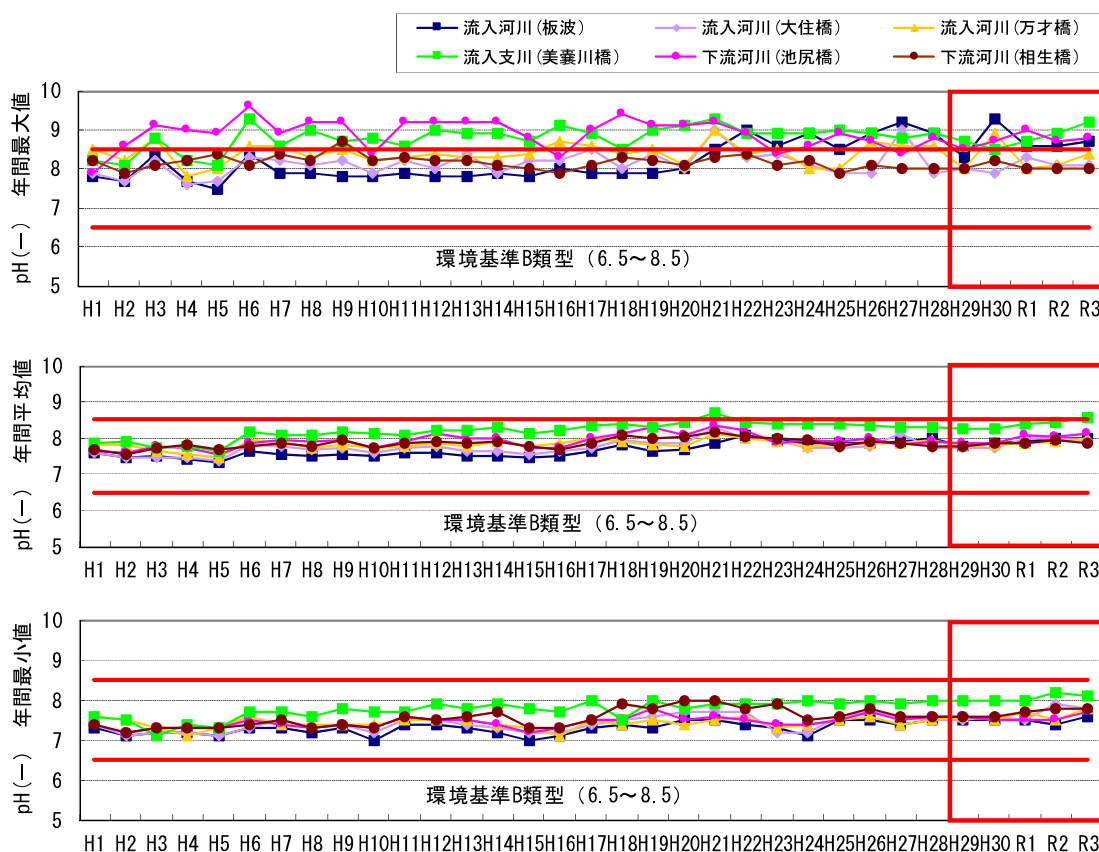 流入河川(板波) 流入河川(大住橋) 流入河川(万才橋)
流入支川(美嚢川橋) 下流河川(池尻橋) 下流河川(相生橋)
pH(ー) 年間最大値
10
9
8
7
6
5
環境基準B類型（6.5～8.5）
H1 H2 H3 H4 H5 H6 H7 H8 H9 H10 H11 H12 H13 H14 H15 H16 H17 H18 H19 H20 H21 H22 H23 H24 H25 H26 H27 H28 H29 H30 R1 R2 R3
pH(ー) 年間平均値
10
9
8
7
6
5
環境基準B類型（6.5～8.5）
H1 H2 H3 H4 H5 H6 H7 H8 H9 H10 H11 H12 H13 H14 H15 H16 H17 H18 H19 H20 H21 H22 H23 H24 H25 H26 H27 H28 H29 H30 R1 R2 R3
pH(ー) 年間最小値
10
9
8
7
6
5
環境基準B類型（6.5～8.5）
H1 H2 H3 H4 H5 H6 H7 H8 H9 H10 H11 H12 H13 H14 H15 H16 H17 H18 H19 H20 H21 H22 H23 H24 H25 H26 H27 H28 H29 H30 R1 R2 R3